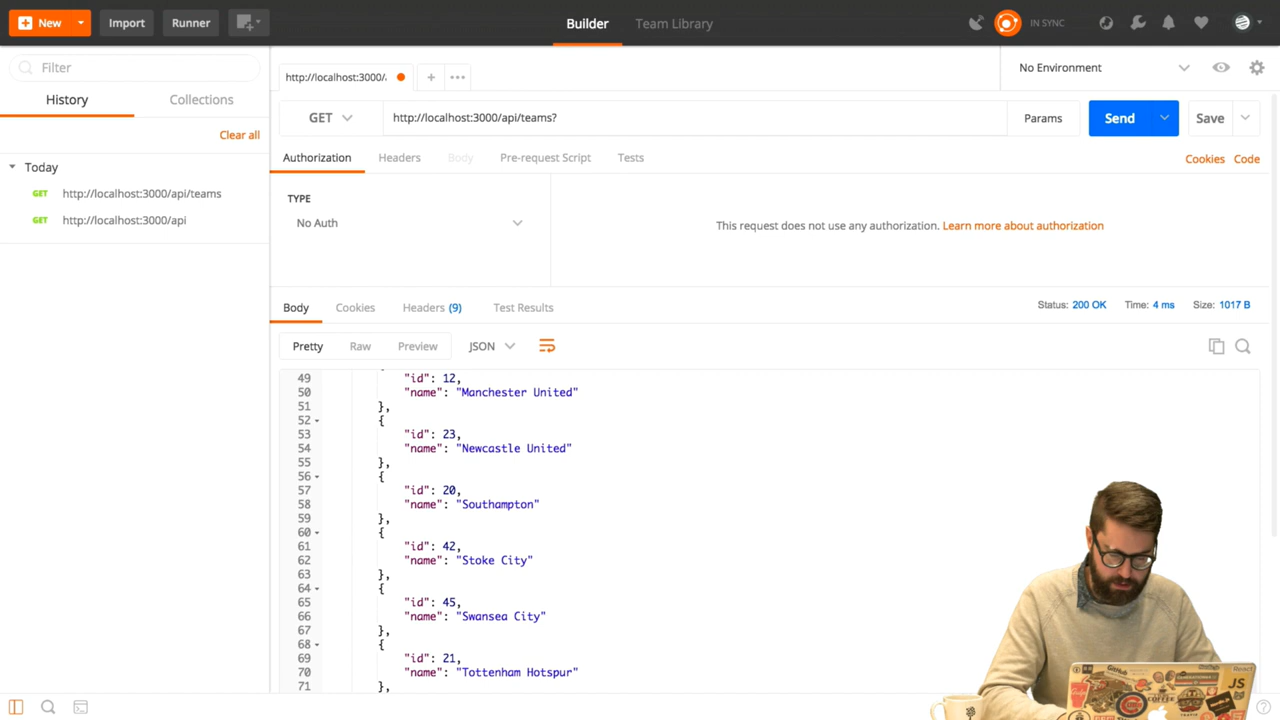 New Import Runner Builder Team Library IN SYNC
Filter
http://localhost:3000/a + ••• No Environment
History Collections
GET http://localhost:3000/api/teams? Params Send Save
Clear all
Authorization Headers Body Pre-request Script Tests Cookies Code
Today
GET http://localhost:3000/api/teams
GET http://localhost:3000/api
TYPE
No Auth
This request does not use any authorization. Learn more about authorization
Body Cookies Headers (9) Test Results Status: 200 OK Time: 4 ms Size: 1017 B
Pretty Raw Preview JSON
49 "id": 12,
50 "name": "Manchester United"
51 },
52 {
53 "id": 23,
54 "name": "Newcastle United"
55 },
56 {
57 "id": 20,
58 "name": "Southampton"
59 },
60 {
61 "id": 42,
62 "name": "Stoke City"
63 },
64 {
65 "id": 45,
66 "name": "Swansea City"
67 },
68 {
69 "id": 21,
70 "name": "Tottenham Hotspur"
71 },
GitHub
React
JS
COFFEE
TRAVIS